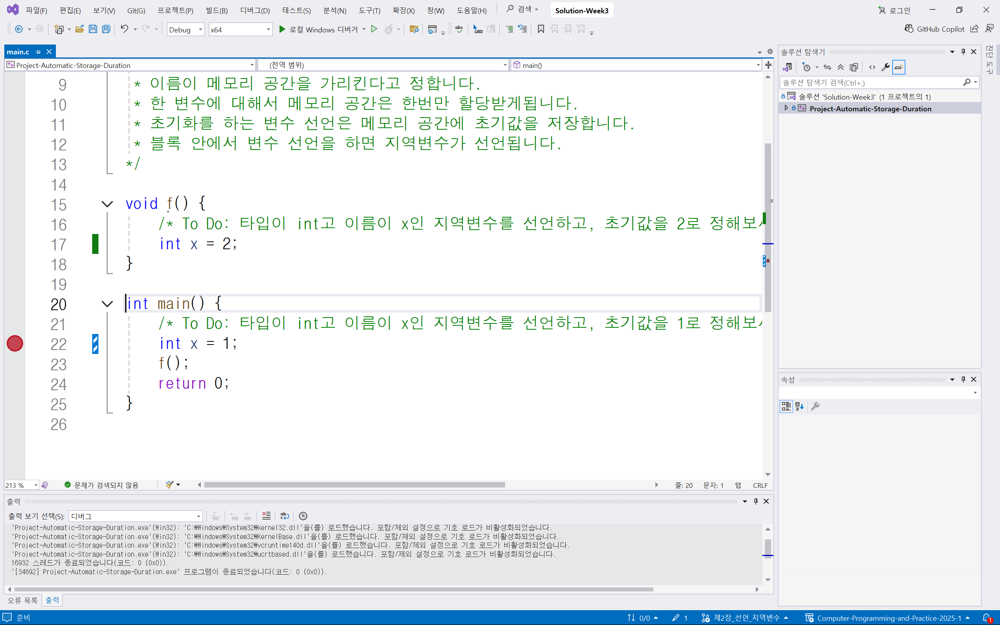 파일(F) 편집(E) 보기(V) Git(G) 프로젝트(P) 빌드(B) 디버그(D) 테스트(S) 분석(N) 도구(T) 확장(X) 창(W) 도움말(H) 검색 Solution-Week3 로그인
Debug x64 로컬 Windows 디버거 GitHub Copilot
main.c
Project-Automatic-Storage-Duration (전역 범위) main()
9 * 이름이 메모리 공간을 가리킨다고 정합니다.
10 * 한 변수에 대해서 메모리 공간은 한번만 할당받게됩니다.
11 * 초기화를 하는 변수 선언은 메모리 공간에 초기값을 저장합니다.
12 * 블록 안에서 변수 선언을 하면 지역변수가 선언됩니다.
13 */
14
15 void f() {
16 /* To Do: 타입이 int고 이름이 x인 지역변수를 선언하고, 초기값을 2로 정해보
17 int x = 2;
18 }
19
20 int main() {
21 /* To Do: 타입이 int고 이름이 x인 지역변수를 선언하고, 초기값을 1로 정해보
22 int x = 1;
23 f();
24 return 0;
25 }
26
213 % 문제가 검색되지 않음 줄: 20 문자: 1 탭 CRLF
출력
출력 보기 선택(S): 디버그
'Project-Automatic-Storage-Duration.exe'(Win32): 'C:₩Windows₩System32₩kernel32.dll'을(를) 로드했습니다. 포함/제외 설정으로 기호 로드가 비활성화되었습니다.
'Project-Automatic-Storage-Duration.exe'(Win32): 'C:₩Windows₩System32₩KernelBase.dll'을(를) 로드했습니다. 포함/제외 설정으로 기호 로드가 비활성화되었습니다.
'Project-Automatic-Storage-Duration.exe'(Win32): 'C:₩Windows₩System32₩vcruntime140d.dll'을(를) 로드했습니다. 포함/제외 설정으로 기호 로드가 비활성화되었습니다.
'Project-Automatic-Storage-Duration.exe'(Win32): 'C:₩Windows₩System32₩ucrtbased.dll'을(를) 로드했습니다. 포함/제외 설정으로 기호 로드가 비활성화되었습니다.
16932 스레드가 종료되었습니다(코드: 0 (0x0)).
'[34692] Project-Automatic-Storage-Duration.exe' 프로그램이 종료되었습니다(코드: 0 (0x0)).
오류 목록 출력
솔루션 탐색기
솔루션 탐색기 검색(Ctrl+;)
솔루션 'Solution-Week3' (1 프로젝트의 1)
Project-Automatic-Storage-Duration
속성
진단 도구
준비 0/0 1 제2장_선언_지역변수 Computer-Programming-and-Practice-2025-1 1